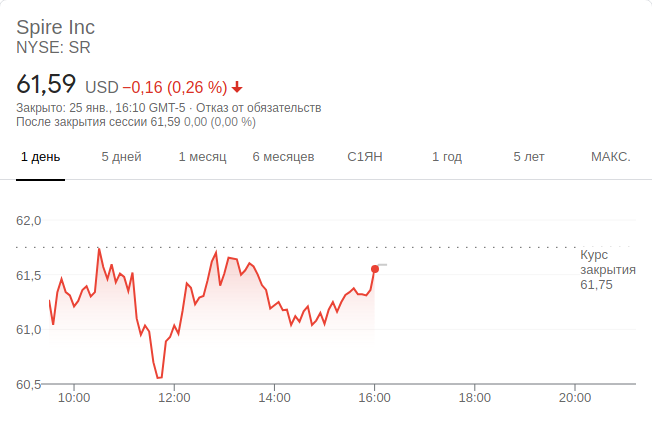 Spire Inc
NYSE: SR
61,59 USD −0,16 (0,26 %)
Закрыто: 25 янв., 16:10 GMT-5 · Отказ от обязательств
После закрытия сессии 61,59 0,00 (0,00 %)
1 день 5 дней 1 месяц 6 месяцев С1ЯН 1 год 5 лет МАКС.
62,0
Курс
закрытия
61,75
61,5
61,0
60,5
10:00 12:00 14:00 16:00 18:00 20:00